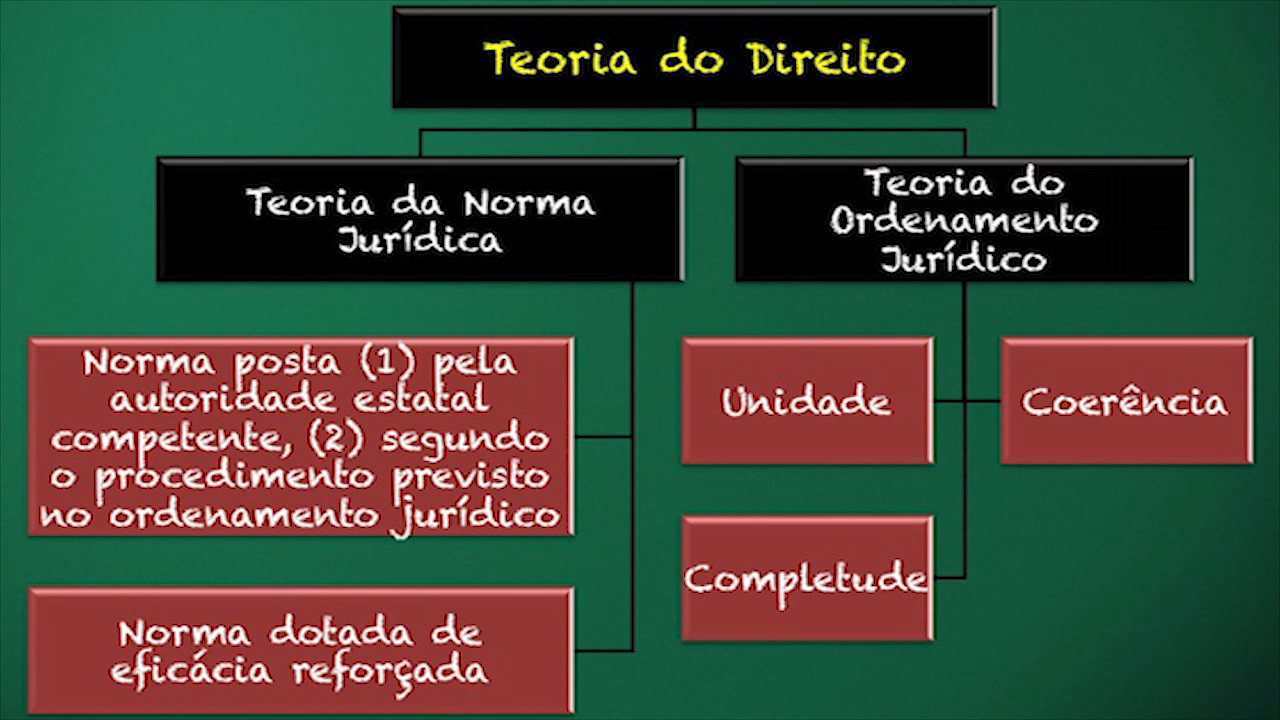 Teoria do Direito
Teoria da Norma
Jurídica
Teoria do
Ordenamento
Jurídico
Norma posta (1) pela
autoridade estatal
competente, (2) segundo
o procedimento previsto
no ordenamento jurídico
Unidade
Coerência
Completude
Norma dotada de
eficácia reforçada